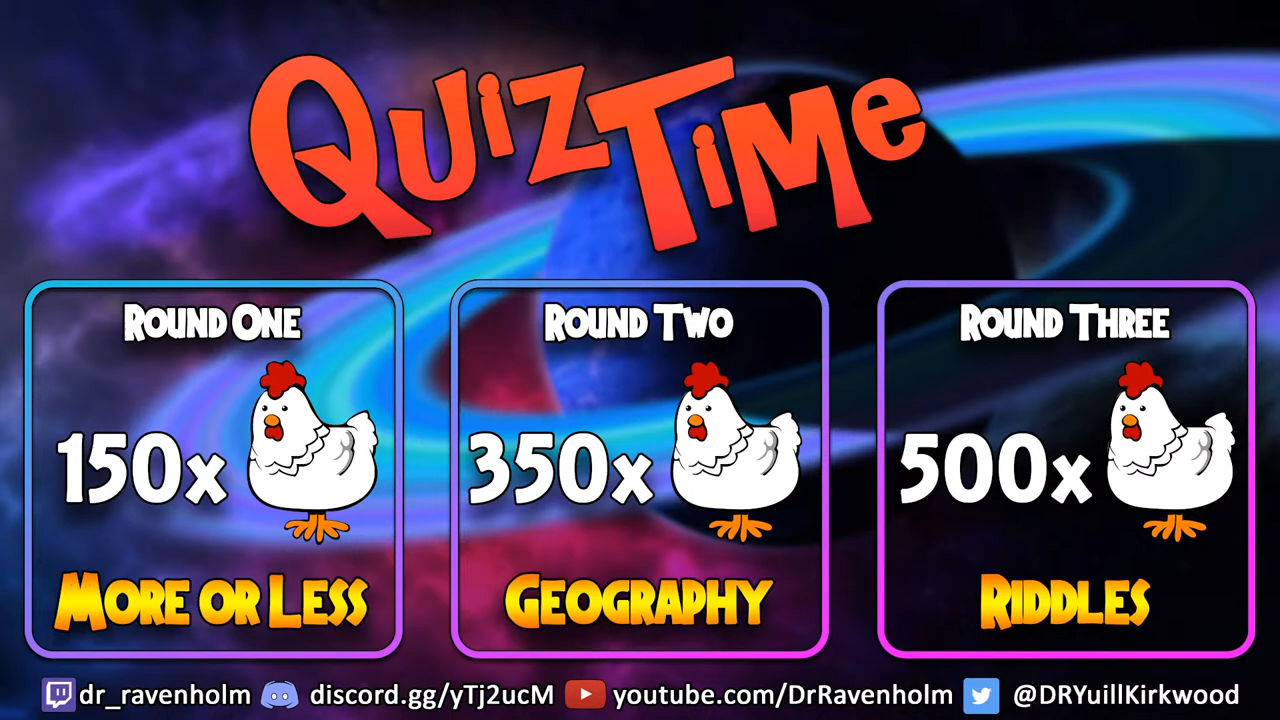 QuizTime
Round One
Round Two
Round Three
150x
350x
500x
More or Less
Geography
Riddles
dr_ravenholm
discord.gg/yTj2ucM
youtube.com/DrRavenholm
@DRYuillKirkwood